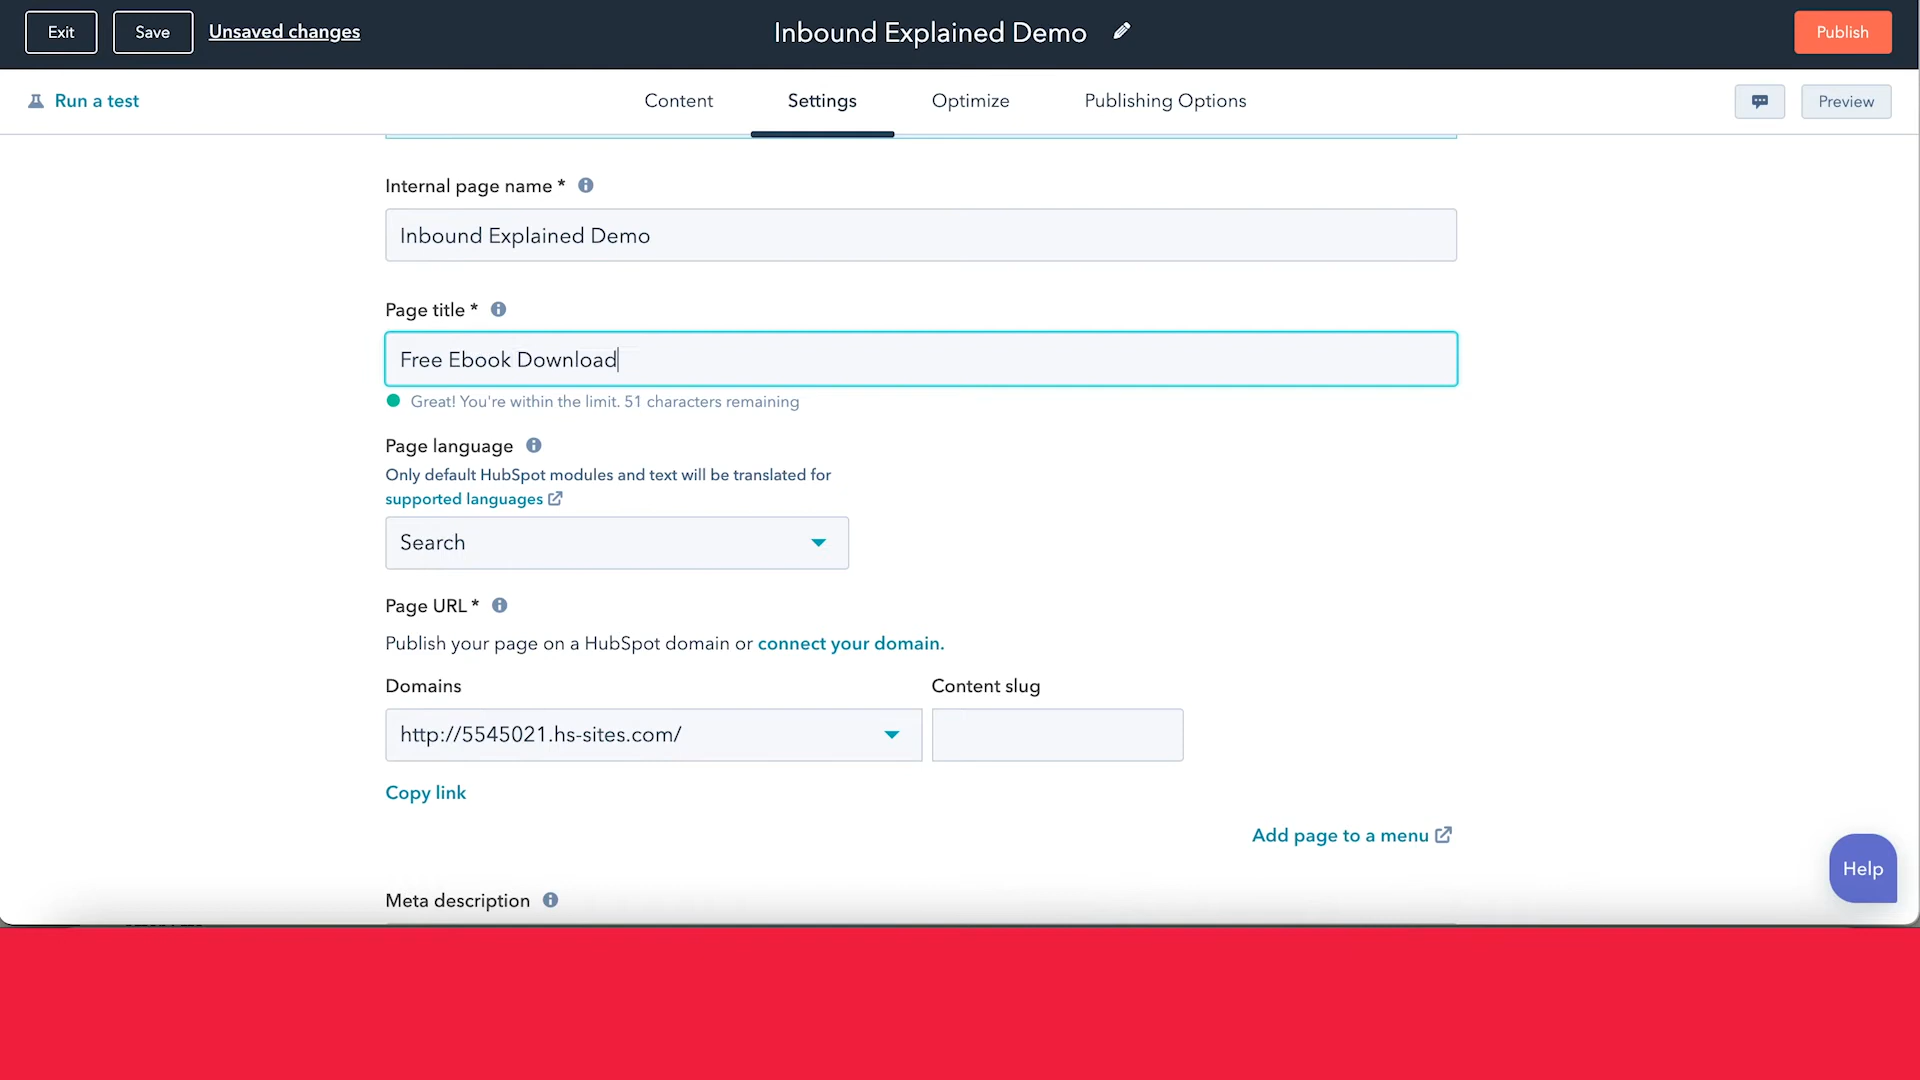 Exit
Save
Unsaved changes
Inbound Explained Demo
Publish
Run a test
Content
Settings
Optimize
Publishing Options
Preview
Internal page name *
Inbound Explained Demo
Page title *
Free Ebook Download
Great! You're within the limit. 51 characters remaining
Page language
Only default HubSpot modules and text will be translated for
supported languages
Search
Page URL *
Publish your page on a HubSpot domain or connect your domain.
Domains
Content slug
http://5545021.hs-sites.com/
Copy link
Add page to a menu
Help
Meta description